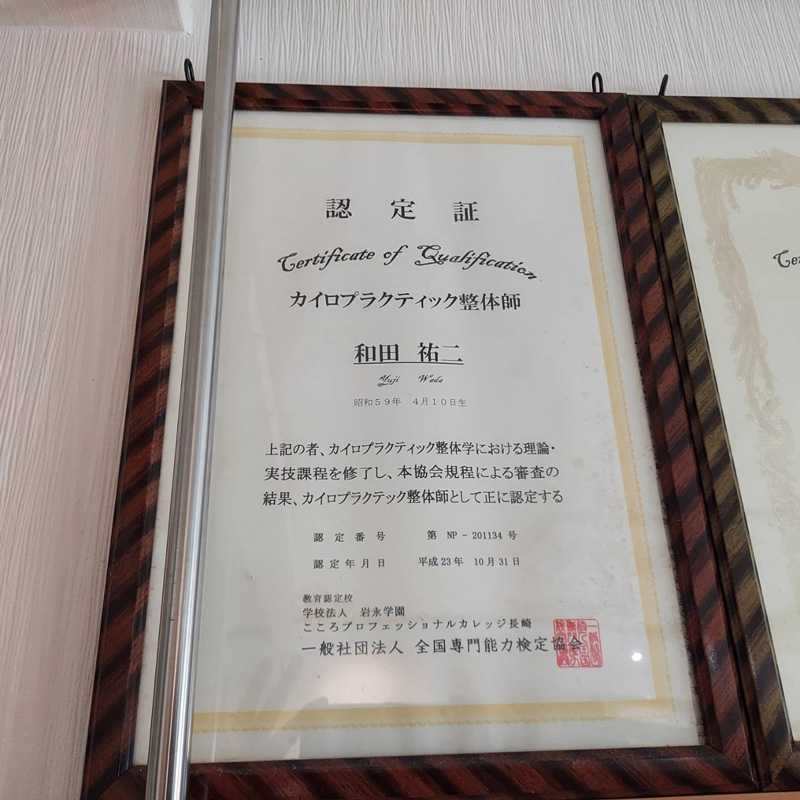 認定証
Certificate of Qualification
カイロプラクティック整体師
和田 祐二
Yuji Wada
昭和59年 4月10日生
上記の者、カイロプラクティック整体学における理論・
実技課程を修了し、本協会規程による審査の
結果、カイロプラクテック整体師として正に認定する
認定番号 第 NP-201134 号
認定年月日 平成23年 10月31日
教育認定校
学校法人 岩永学園
こころプロフェッショナルカレッジ長崎
一般社団法人 全国専門能力検定協会
Ce